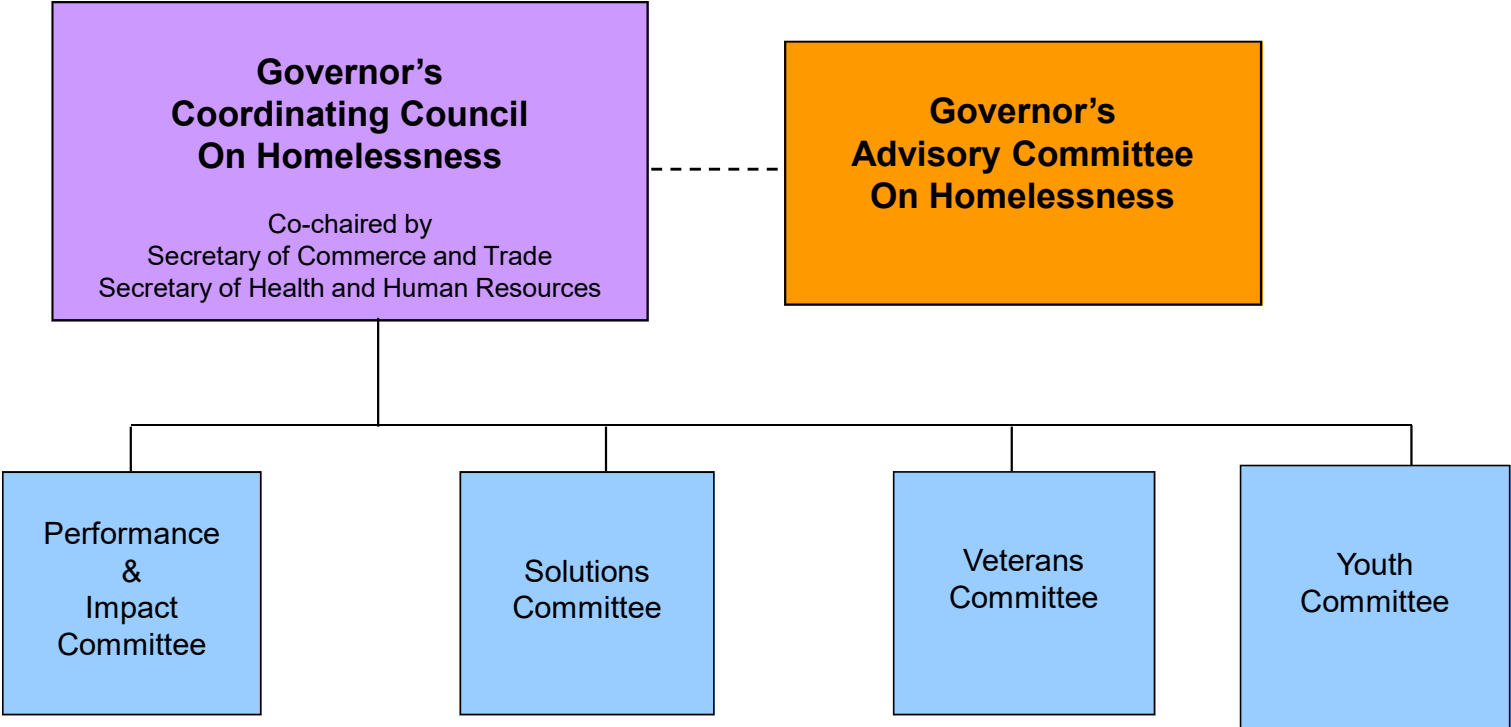 Governor’s
Coordinating Council
On Homelessness
Co-chaired by
Secretary of Commerce and Trade
Secretary of Health and Human Resources
Governor’s
Advisory Committee
On Homelessness
Performance
&
Impact
Committee
Solutions
Committee
Veterans
Committee
Youth
Committee